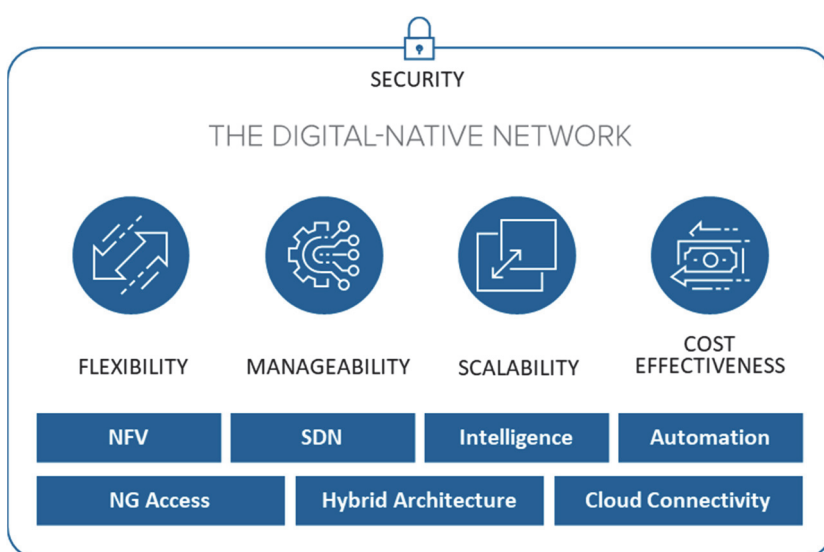 SECURITY
THE DIGITAL-NATIVE NETWORK
FLEXIBILITY
MANAGEABILITY
SCALABILITY
COST
EFFECTIVENESS
NFV
SDN
Intelligence
Automation
NG Access
Hybrid Architecture
Cloud Connectivity